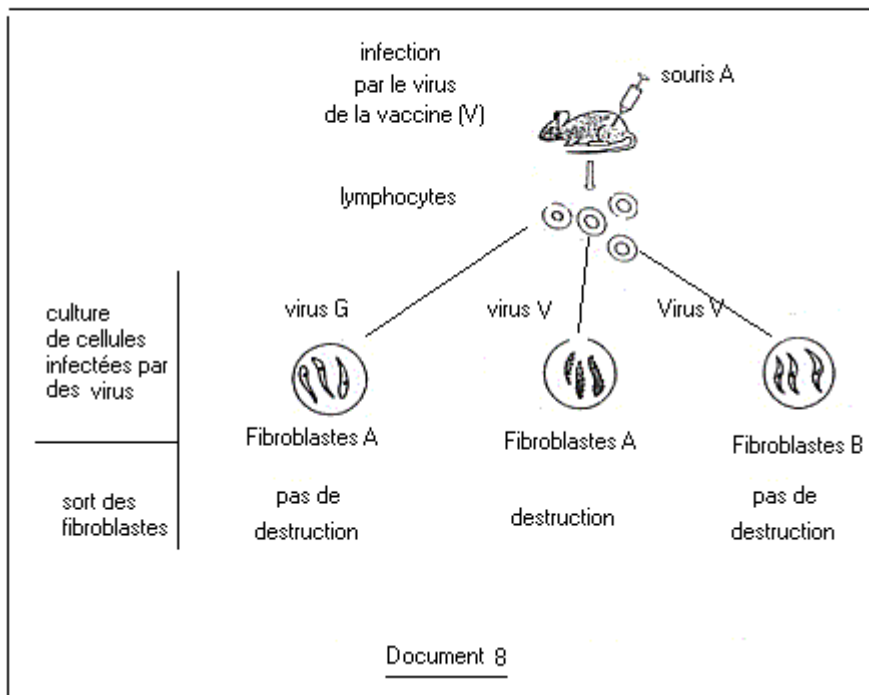 infection
par le virus
de la vaccine (V)
souris A
lymphocytes
culture
de cellules
infectées par
des virus
virus G
virus V
Virus V
Fibroblastes A
Fibroblastes A
Fibroblastes B
sort des
fibroblastes
pas de
destruction
destruction
pas de
destruction
Document 8